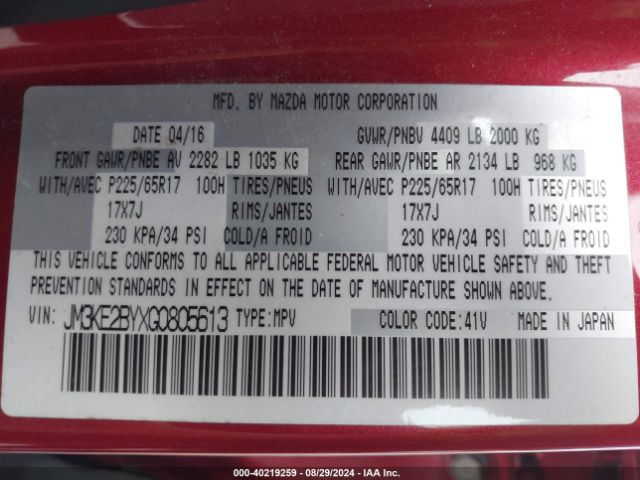 MFD. BY MAZDA MOTOR CORPORATION
DATE 04/16 GVWR/PNBV 4409 LB 2000 KG
FRONT GAWR/PNBE AV 2282 LB 1035 KG REAR GAWR/PNBE AR 2134 LB 968 KG
WITH/AVEC P225/65R17 100H TIRES/PNEUS WITH/AVEC P225/65R17 100H TIRES/PNEUS
17X7J RIMS/JANTES 17X7J RIMS/JANTES
230 KPA/34 PSI COLD/A FROID 230 KPA/34 PSI COLD/A FROID
THIS VEHICLE CONFORMS TO ALL APPLICABLE FEDERAL MOTOR VEHICLE SAFETY AND THEFT
PREVENTION STANDARDS IN EFFECT ON THE DATE OF MANUFACTURE SHOWN ABOVE.
VIN: JM3KE2BYXG0805613 TYPE:MPV COLOR CODE:41V MADE IN JAPAN
000-40219259 - 08/29/2024 - IAA Inc.